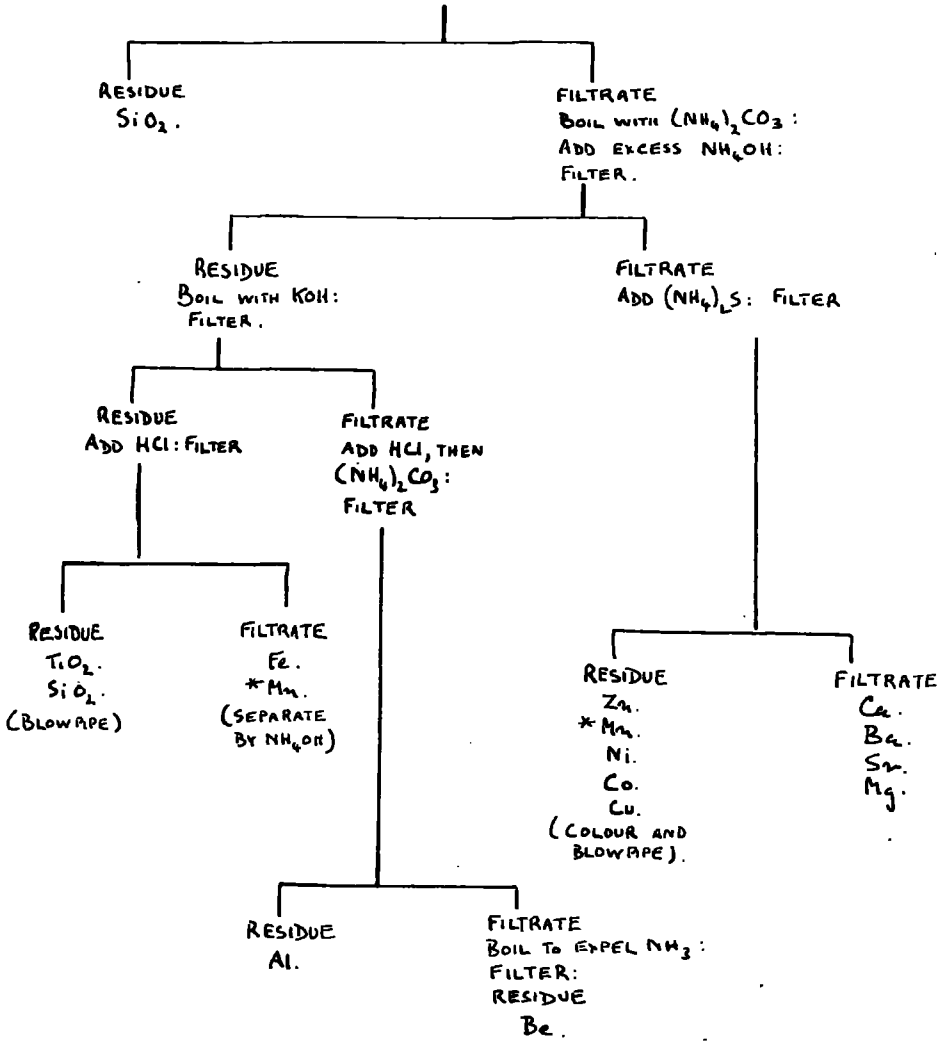 RESIDUE
SiO₂.
FILTRATE
BOIL WITH (NH₄)₂CO₃:
ADD EXCESS NH₄OH:
FILTER.
RESIDUE
BOIL WITH KOH:
FILTER.
FILTRATE
ADD (NH₄)₂S: FILTER
RESIDUE
ADD HCl: FILTER
FILTRATE
ADD HCl, THEN
(NH₄)₂CO₃:
FILTER
RESIDUE
TiO₂.
SiO₂.
(BLOWPIPE)
FILTRATE
Fe.
*Mn.
(SEPARATE
BY NH₄OH)
RESIDUE
Zn.
*Mn.
Ni.
Co.
Cu.
(COLOUR AND
BLOWPIPE).
FILTRATE
Ca.
Ba.
Sr.
Mg.
RESIDUE
Al.
FILTRATE
BOIL TO EXPEL NH₃:
FILTER:
RESIDUE
Be.